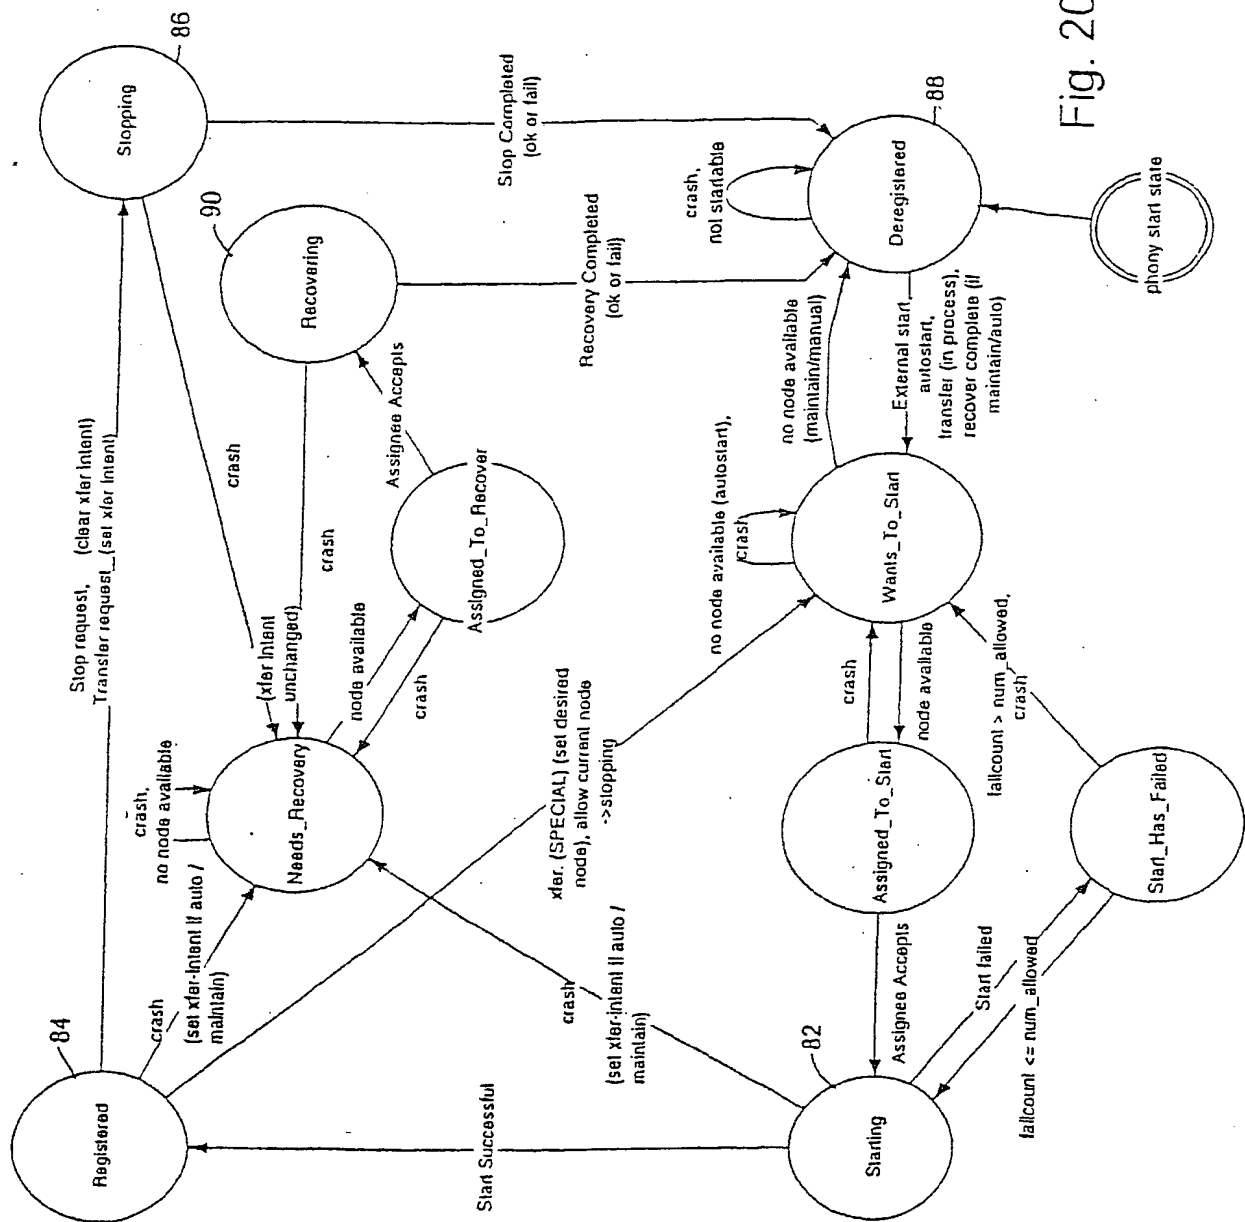 Registered
84
Stop request, (clear xfer Intent)
Transfer request_(set xfer Intent)
Stopping
86
crash
(set xfer-intent if auto /
maintain)
crash,
no node available
Needs_Recovery
(xfer Intent
unchanged)
crash
crash
Recovering
90
node available
crash
Assigned_To_Recover
Assignee Accepts
Stop Completed
(ok or fail)
Recovery Completed
(ok or fail)
Start Successful
crash
(set xfer-intent if auto /
maintain)
xfer. (SPECIAL) (set desired
node), allow current node
->stopping
no node available (autostart),
crash
no node available
(maintain/manual)
crash,
not startable
Deregistered
88
Starting
82
Assignee Accepts
Assigned_To_Start
crash
node available
Wants_To_Start
External start,
autostart,
transfer (in process),
recover complete (if
maintain/auto)
Start failed
failcount <= num_allowed
Start_Has_Failed
failcount > num_allowed,
crash
phony start state
Fig. 20